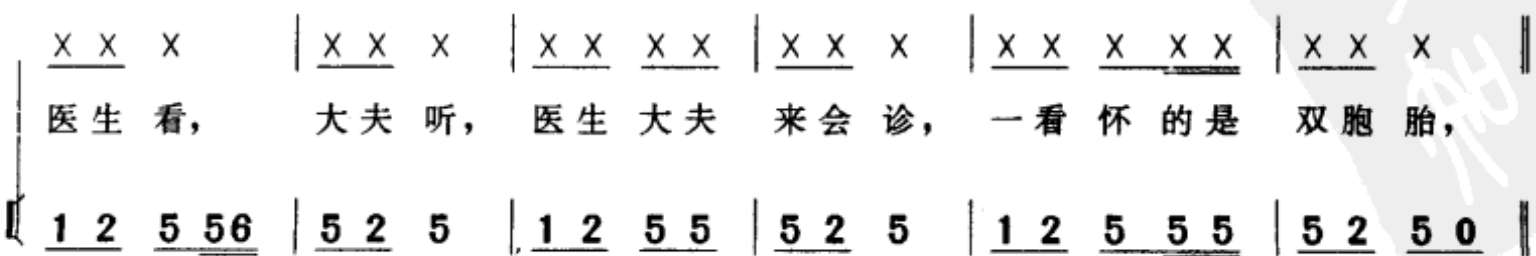 X X X | X X X | X X X X | X X X | X X X X X | X X X ‖
医生看， 大夫听， 医生大夫 来会诊， 一看怀的是 双胞胎，
1 2 5 56 | 5 2 5 | 1 2 5 5 | 5 2 5 | 1 2 5 5 5 | 5 2 5 0 ‖